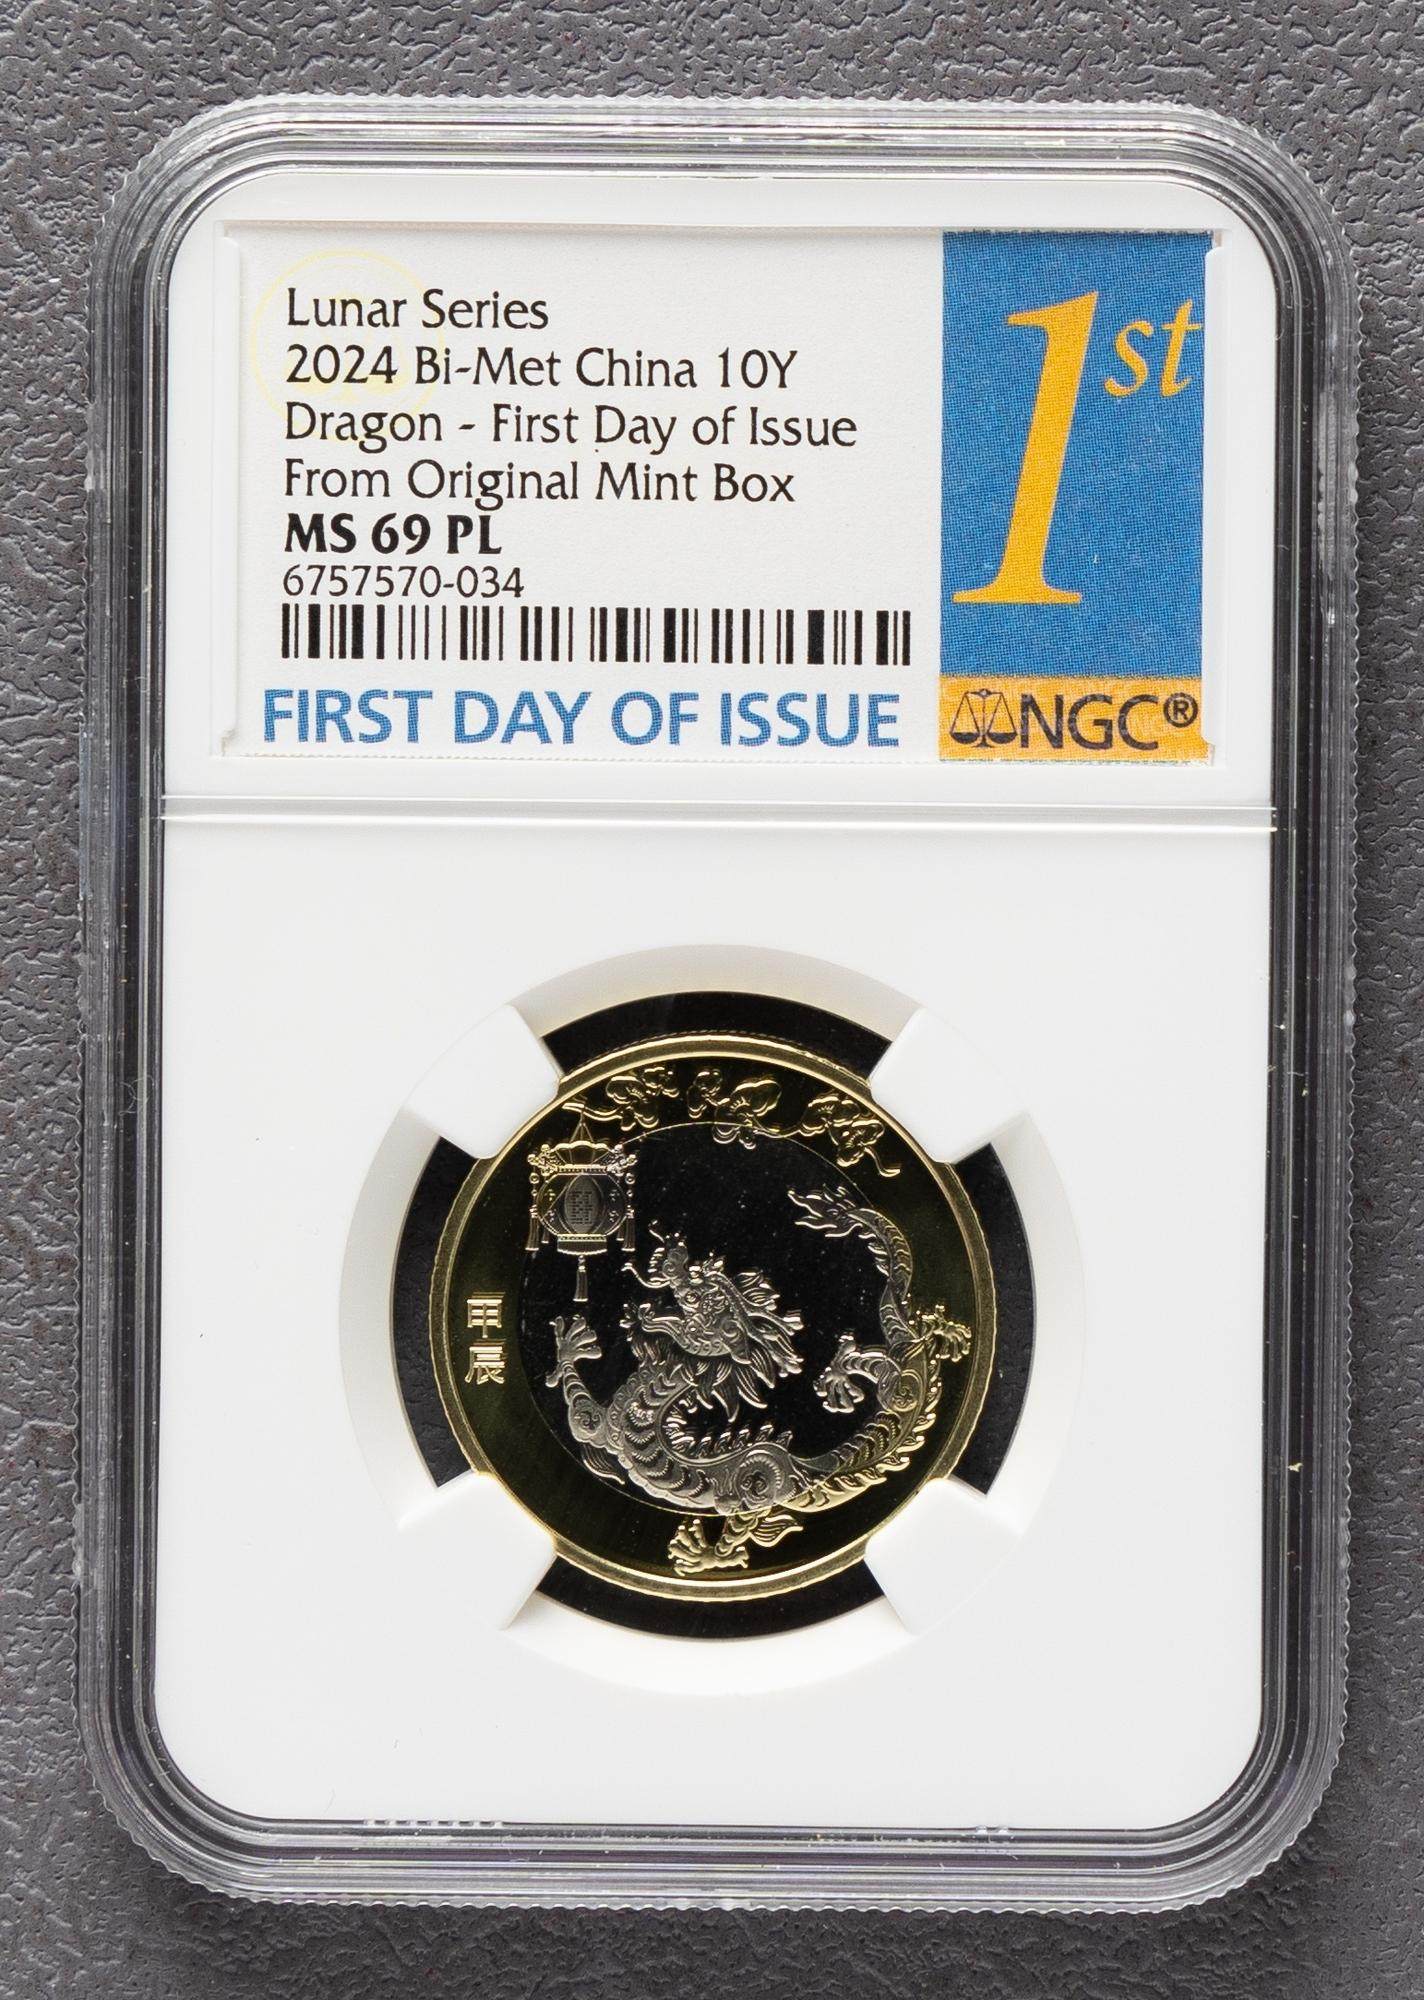 Lunar Series
2024 Bi-Met China 10Y
Dragon - First Day of Issue
From Original Mint Box
MS 69 PL
6757570-034
FIRST DAY OF ISSUE
1st
NGC®
甲辰